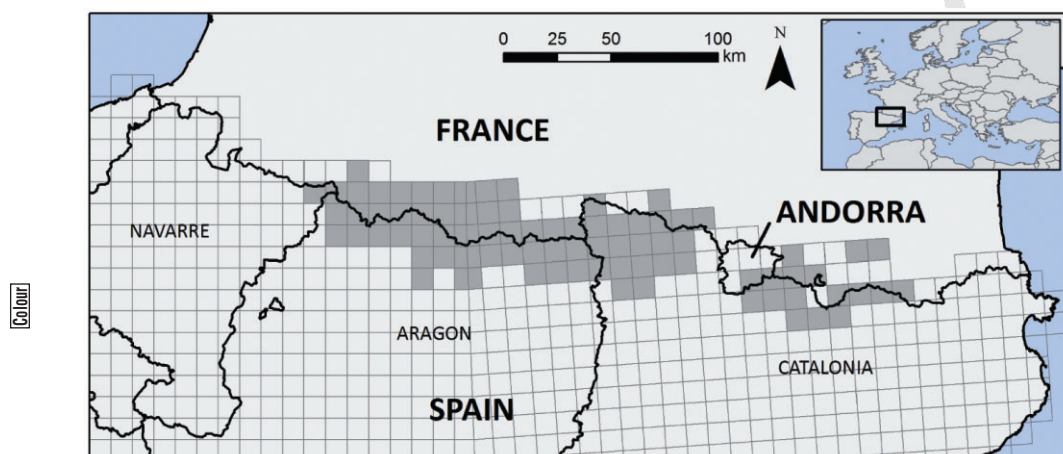 0 25 50 100
km
N
FRANCE
NAVARRE
ANDORRA
Colour
ARAGON
CATALONIA
SPAIN